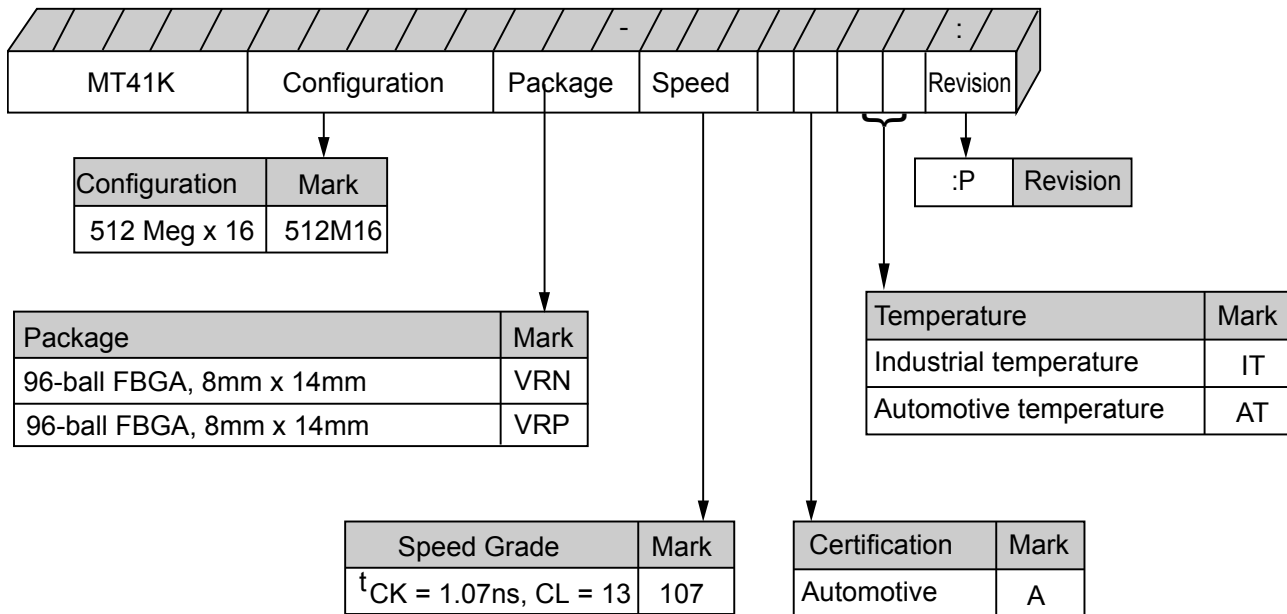 - :
MT41K Configuration Package Speed Revision
Configuration Mark
512 Meg x 16 512M16
:P Revision
Package Mark
96-ball FBGA, 8mm x 14mm VRN
96-ball FBGA, 8mm x 14mm VRP
Temperature Mark
Industrial temperature IT
Automotive temperature AT
Speed Grade Mark
tCK = 1.07ns, CL = 13 107
Certification Mark
Automotive A